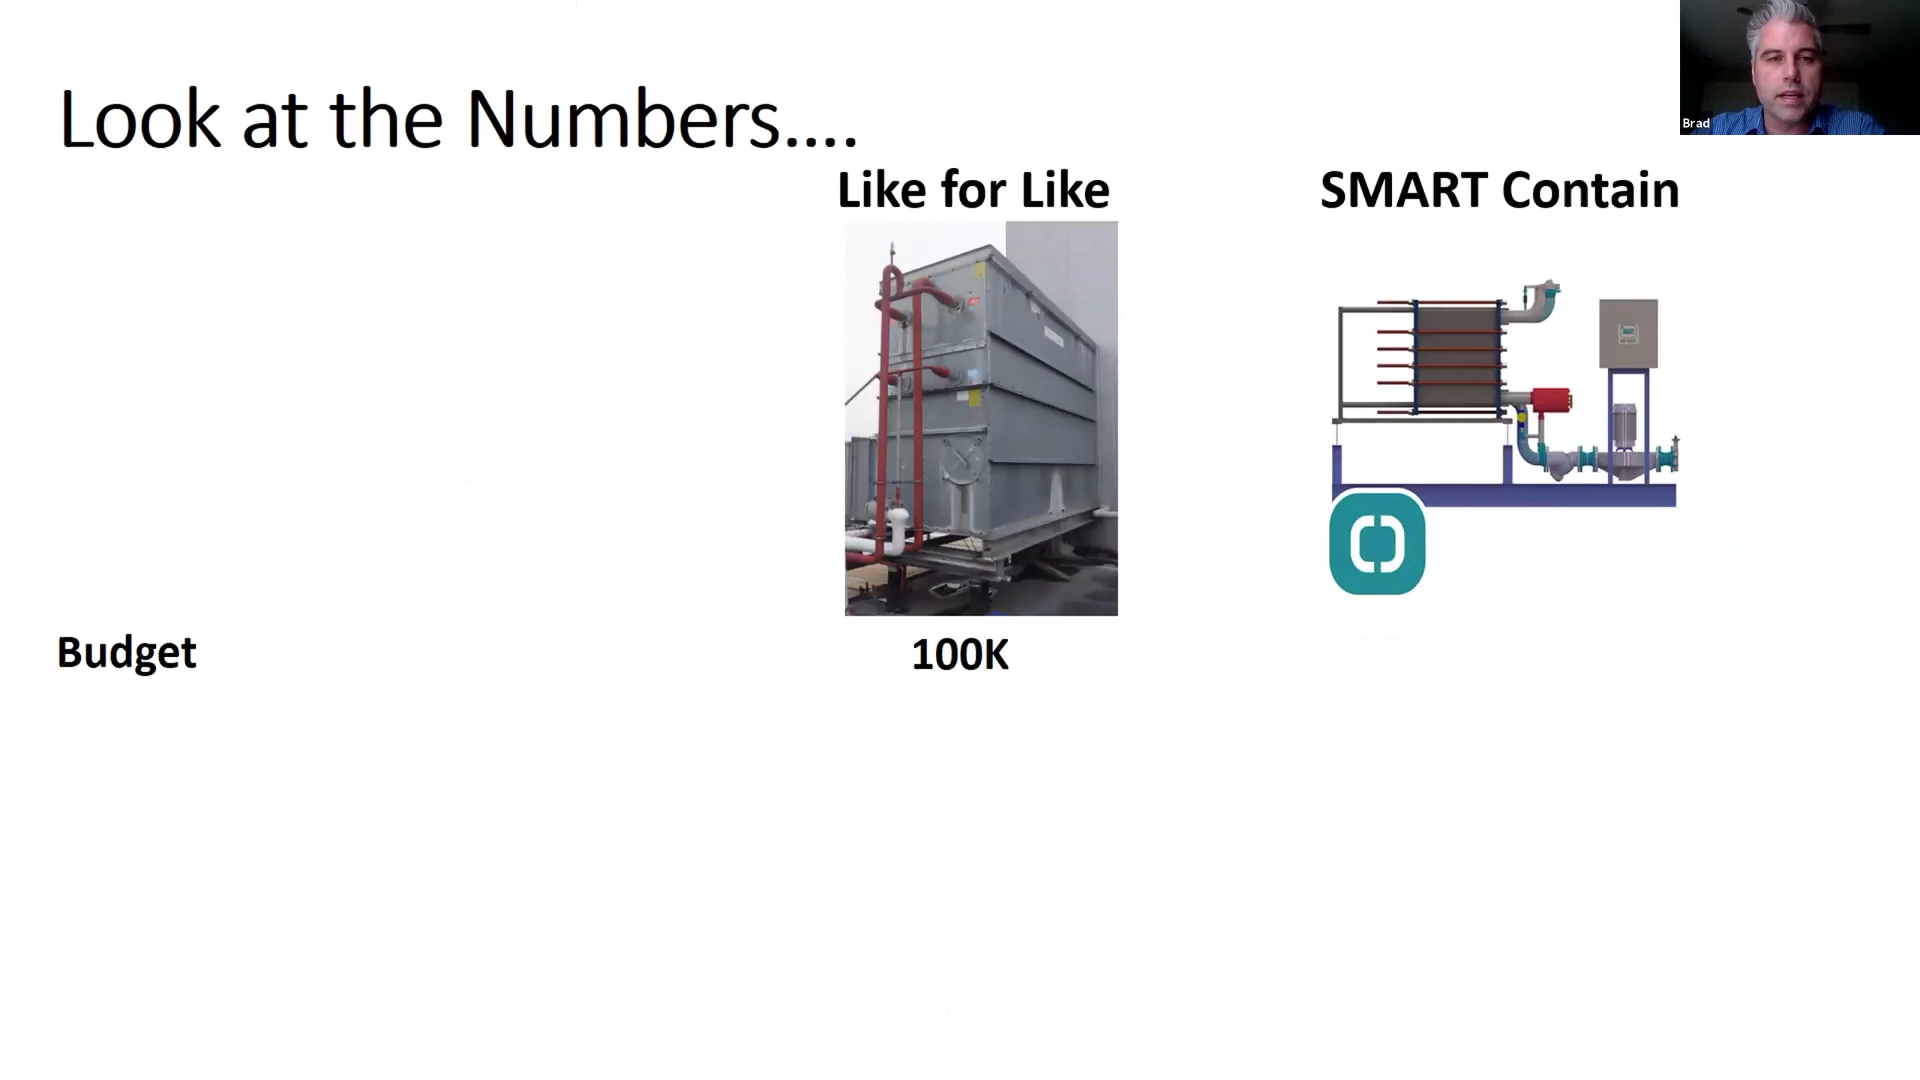 Brad
Look at the Numbers....
Like for Like
SMART Contain
Budget
100K